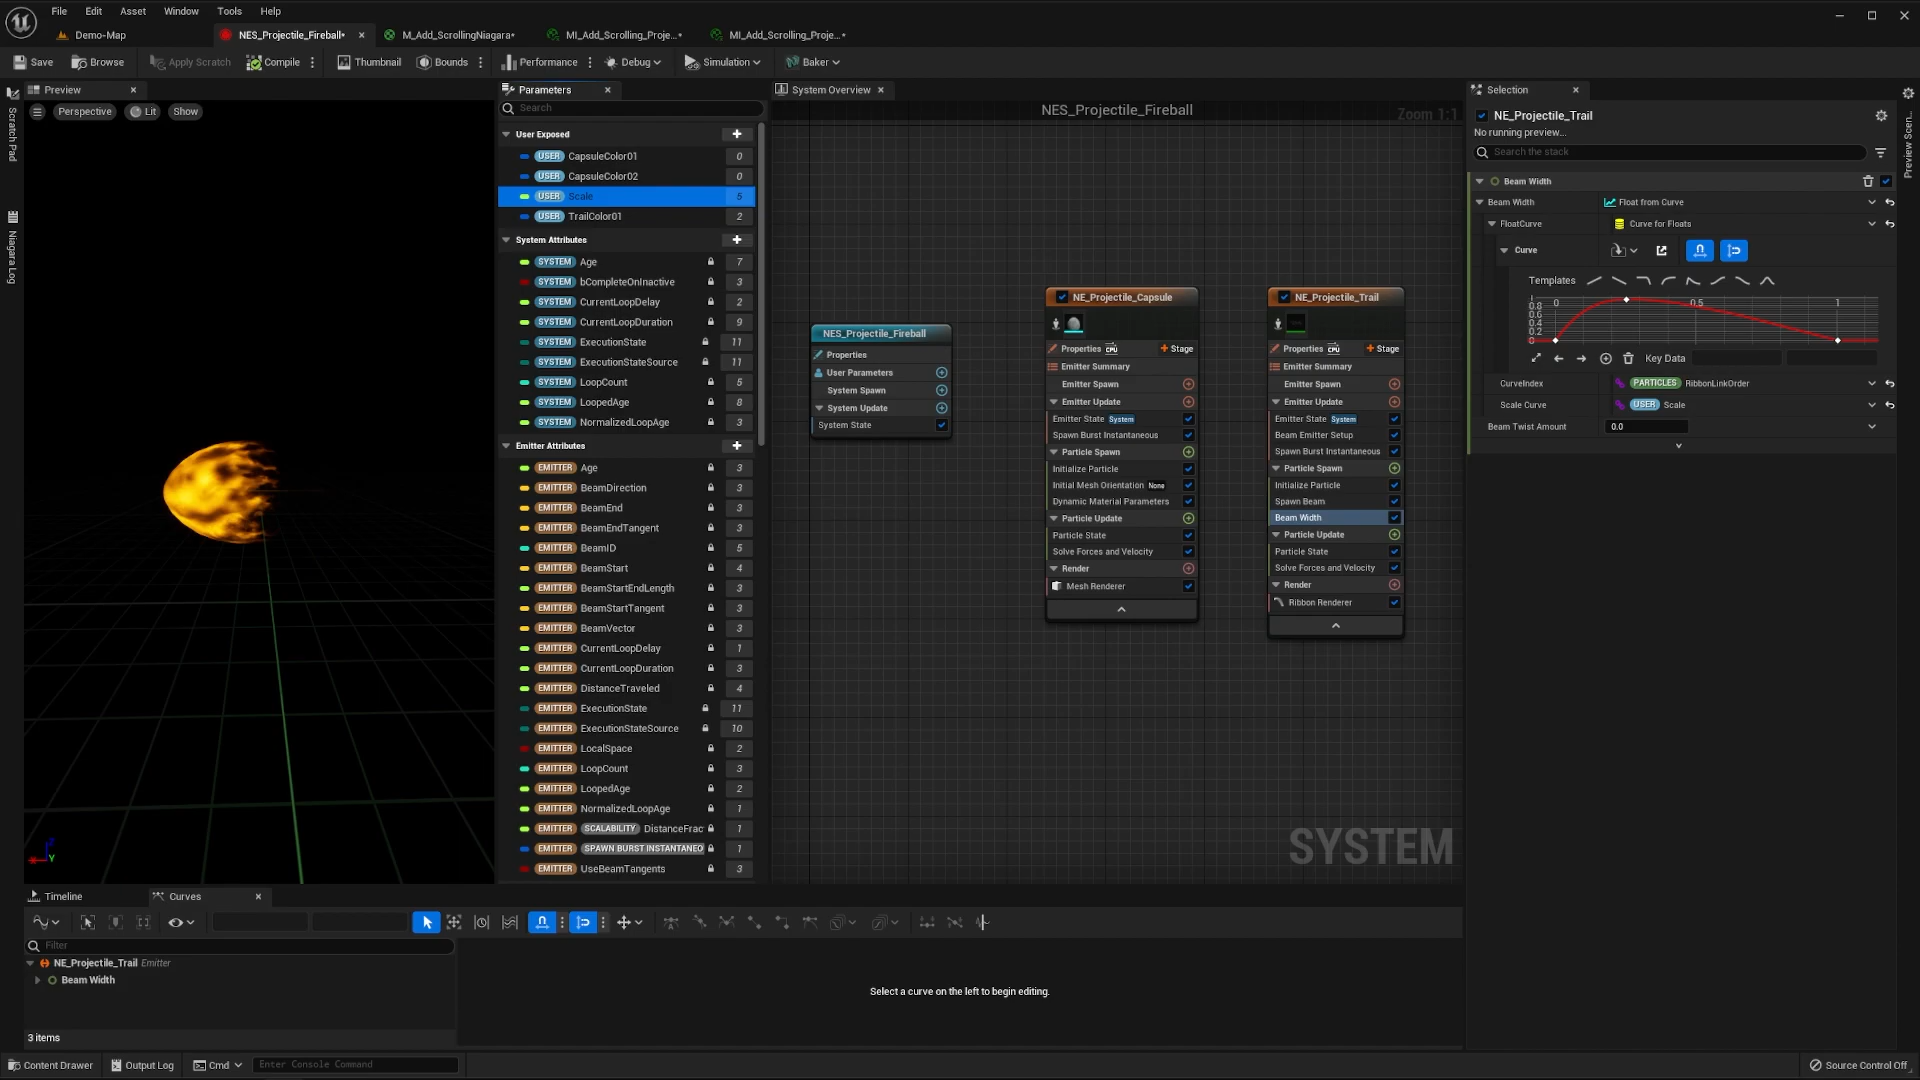 File Edit Asset Window Tools Help
Demo-Map NES_Projectile_Fireball* M_Add_ScrollingNiagara* MI_Add_Scrolling_Proje...* MI_Add_Scrolling_Proje...*
Save Browse Apply Scratch Compile Thumbnail Bounds Performance Debug Simulation Baker
Preview
Perspective Lit Show
Scratch Pad
Niagara Log
Parameters
Search
User Exposed
USER CapsuleColor01 0
USER CapsuleColor02 0
USER Scale 5
USER TrailColor01 2
System Attributes
SYSTEM Age 7
SYSTEM bCompleteOnInactive 3
SYSTEM CurrentLoopDelay 2
SYSTEM CurrentLoopDuration 9
SYSTEM ExecutionState 11
SYSTEM ExecutionStateSource 11
SYSTEM LoopCount 5
SYSTEM LoopedAge 8
SYSTEM NormalizedLoopAge 3
Emitter Attributes
EMITTER Age 3
EMITTER BeamDirection 3
EMITTER BeamEnd 3
EMITTER BeamEndTangent 3
EMITTER BeamID 5
EMITTER BeamStart 4
EMITTER BeamStartEndLength 3
EMITTER BeamStartTangent 3
EMITTER BeamVector 3
EMITTER CurrentLoopDelay 1
EMITTER CurrentLoopDuration 3
EMITTER DistanceTraveled 4
EMITTER ExecutionState 11
EMITTER ExecutionStateSource 10
EMITTER LocalSpace 2
EMITTER LoopCount 3
EMITTER LoopedAge 2
EMITTER NormalizedLoopAge 1
EMITTER SCALABILITY DistanceFrac 1
EMITTER SPAWN BURST INSTANTANEO 1
EMITTER UseBeamTangents 3
System Overview
NES_Projectile_Fireball
Zoom 1:1
NES_Projectile_Fireball
Properties
User Parameters
System Spawn
System Update
System State
NE_Projectile_Capsule
Properties CPU Stage
Emitter Summary
Emitter Spawn
Emitter Update
Emitter State System
Spawn Burst Instantaneous
Particle Spawn
Initialize Particle
Initial Mesh Orientation None
Dynamic Material Parameters
Particle Update
Particle State
Solve Forces and Velocity
Render
Mesh Renderer
NE_Projectile_Trail
Properties CPU Stage
Emitter Summary
Emitter Spawn
Emitter Update
Emitter State System
Beam Emitter Setup
Spawn Burst Instantaneous
Particle Spawn
Initialize Particle
Spawn Beam
Beam Width
Particle Update
Particle State
Solve Forces and Velocity
Render
Ribbon Renderer
SYSTEM
Selection
NE_Projectile_Trail
No running preview...
Search the stack
Beam Width
Beam Width Float from Curve
FloatCurve Curve for Floats
Curve
Templates
1 0 0.5 1
0.8
0.6
0.4
0.2
0
Key Data
CurveIndex PARTICLES RibbonLinkOrder
Scale Curve USER Scale
Beam Twist Amount 0.0
Preview Scen...
Timeline Curves
Filter
NE_Projectile_Trail Emitter
Beam Width
Select a curve on the left to begin editing.
3 items
Content Drawer Output Log Cmd Enter Console Command Source Control Off